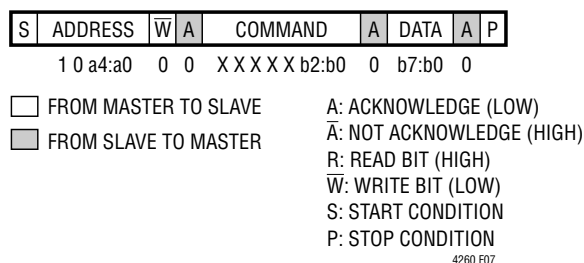 S ADDRESS W̅ A COMMAND A DATA A P
1 0 a4:a0 0 0 X X X X X b2:b0 0 b7:b0 0
FROM MASTER TO SLAVE
FROM SLAVE TO MASTER
A: ACKNOWLEDGE (LOW)
A̅: NOT ACKNOWLEDGE (HIGH)
R: READ BIT (HIGH)
W̅: WRITE BIT (LOW)
S: START CONDITION
P: STOP CONDITION
4260 F07